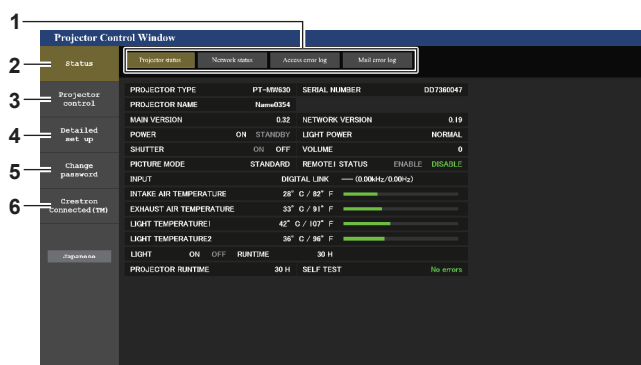 1
Projector Control Window
2
Status
Projector status Network status Access error log Mail error log
3
Projector control
4
Detailed set up
5
Change password
6
Crestron Connected(TM)
Japanese
PROJECTOR TYPE PT-MW630 SERIAL NUMBER DD7360047
PROJECTOR NAME Name0354
MAIN VERSION 0.32 NETWORK VERSION 0.19
POWER ON STANDBY LIGHT POWER NORMAL
SHUTTER ON OFF VOLUME 0
PICTURE MODE STANDARD REMOTE1 STATUS ENABLE DISABLE
INPUT DIGITAL LINK ── (0.00kHz/0.00Hz)
INTAKE AIR TEMPERATURE 28° C / 82° F
EXHAUST AIR TEMPERATURE 33° C / 91° F
LIGHT TEMPERATURE1 42° C / 107° F
LIGHT TEMPERATURE2 36° C / 96° F
LIGHT ON OFF RUNTIME 30 H
PROJECTOR RUNTIME 30 H SELF TEST No errors